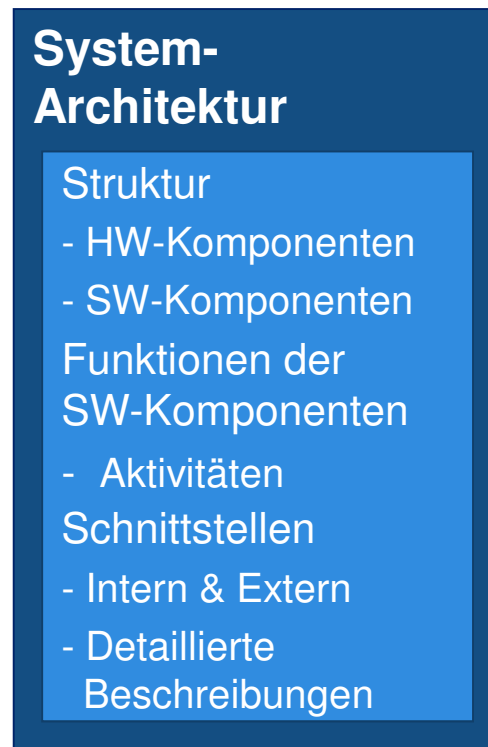 System-
Architektur
Struktur
- HW-Komponenten
- SW-Komponenten
Funktionen der
SW-Komponenten
- Aktivitäten
Schnittstellen
- Intern & Extern
- Detaillierte
Beschreibungen